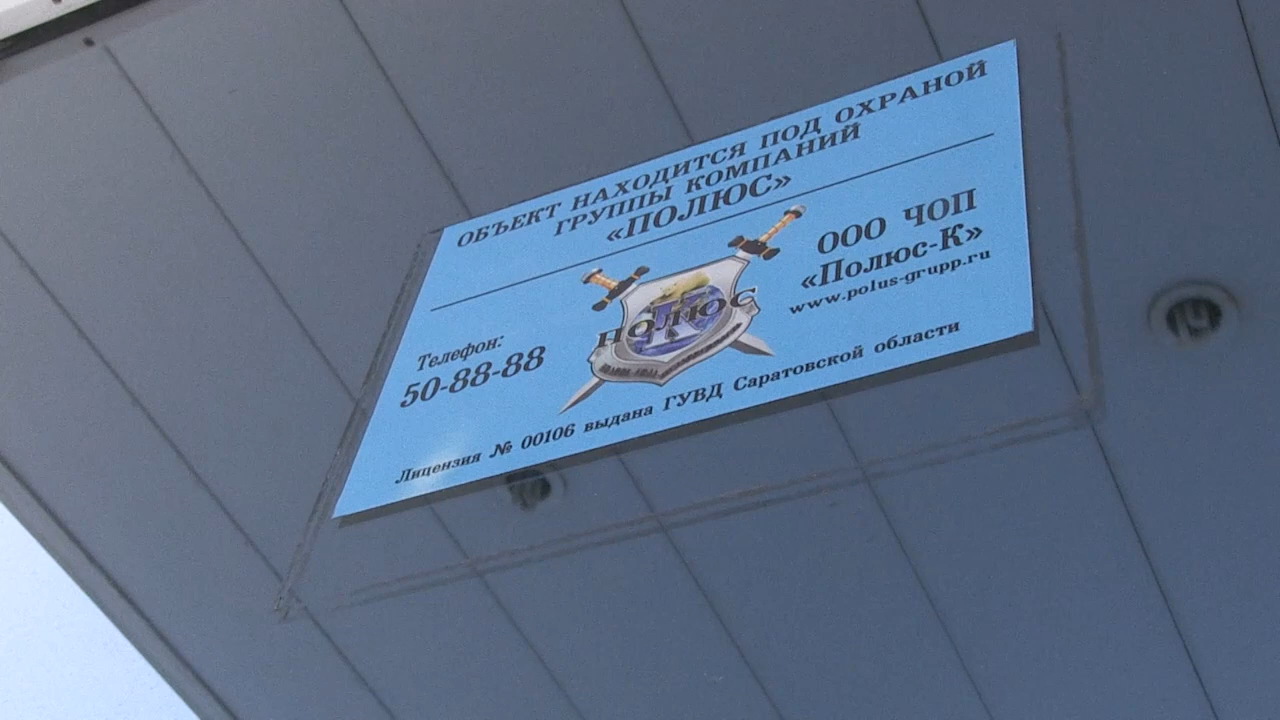 ОБЪЕКТ НАХОДИТСЯ ПОД ОХРАНОЙ
ГРУППЫ КОМПАНИЙ
«ПОЛЮС»
ООО ЧОП
«Полюс-К»
www.polus-grupp.ru
Телефон:
50-88-88
ПОЛЮС
Лицензия № 00106 выдана ГУВД Саратовской области